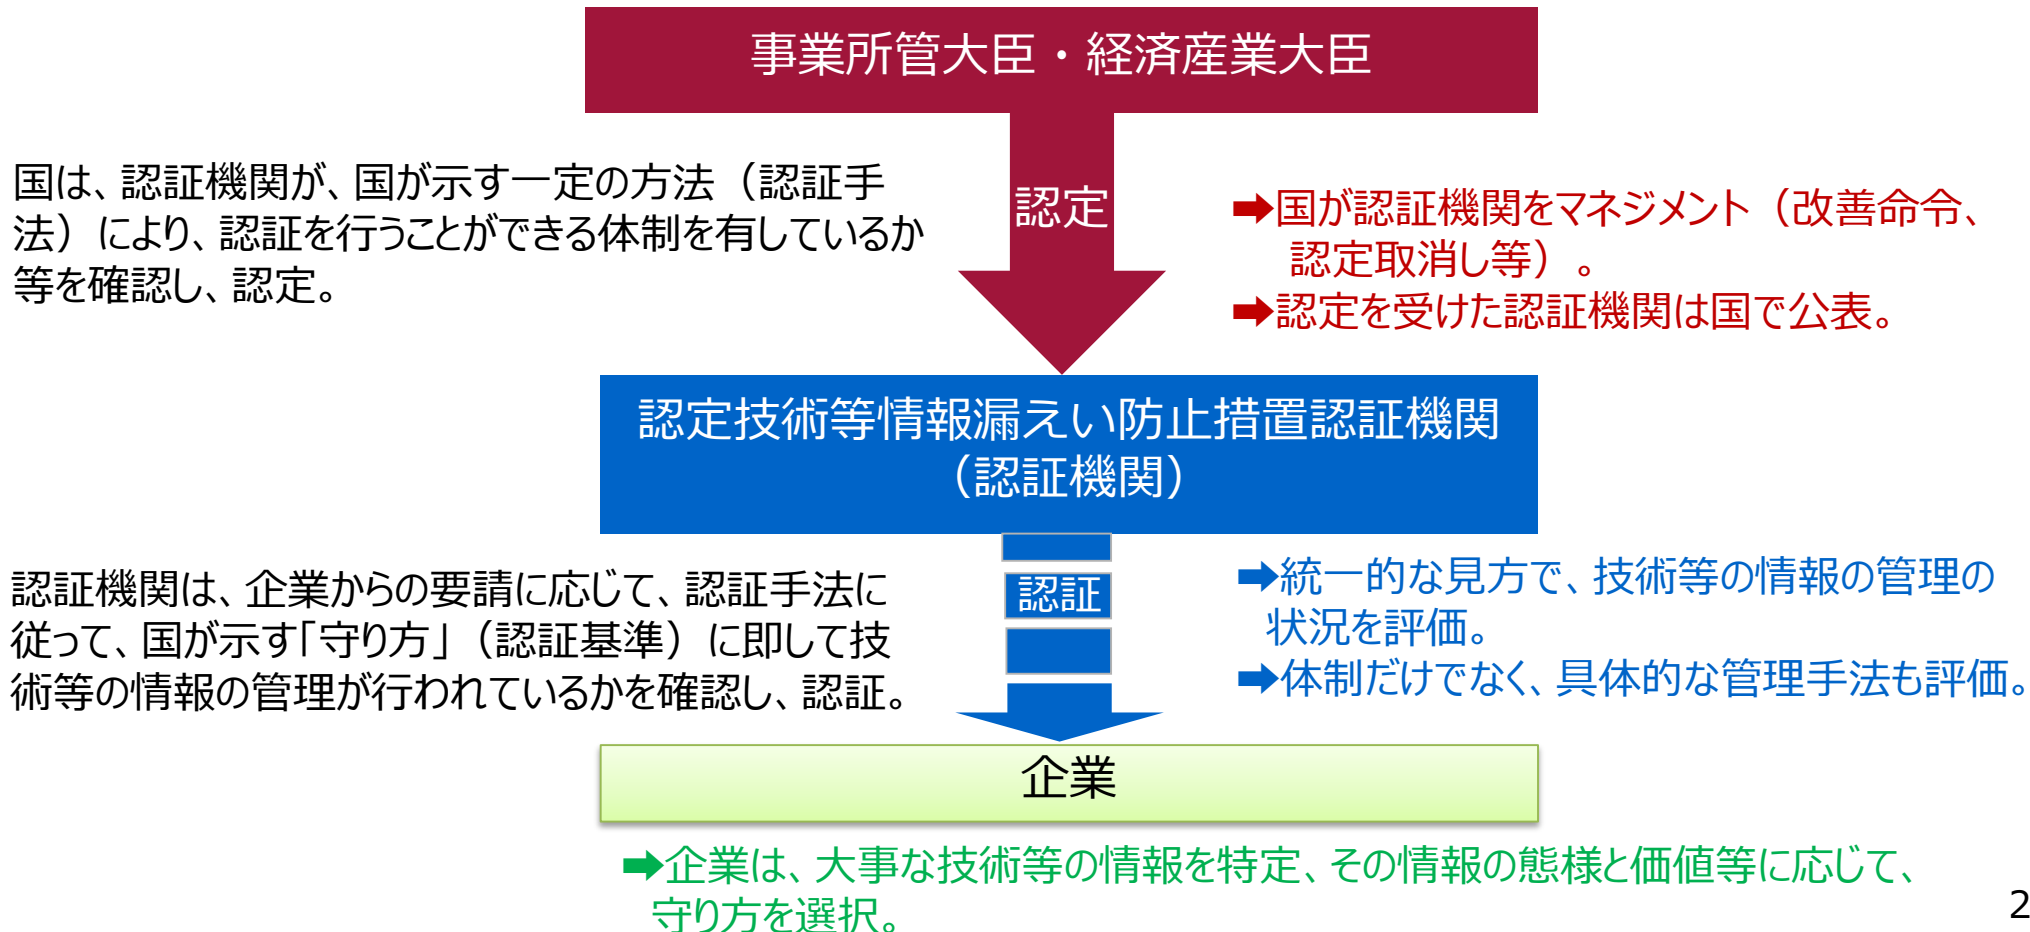 事業所管大臣・経済産業大臣
国は、認証機関が、国が示す一定の方法（認証手
法）により、認証を行うことができる体制を有しているか
等を確認し、認定。
認定
➡国が認証機関をマネジメント（改善命令、
認定取消し等）。
➡認定を受けた認証機関は国で公表。
認定技術等情報漏えい防止措置認証機関
（認証機関）
認証機関は、企業からの要請に応じて、認証手法に
従って、国が示す「守り方」（認証基準）に即して技
術等の情報の管理が行われているかを確認し、認証。
認証
➡統一的な見方で、技術等の情報の管理の
状況を評価。
➡体制だけでなく、具体的な管理手法も評価。
企業
➡企業は、大事な技術等の情報を特定、その情報の態様と価値等に応じて、
守り方を選択。
2